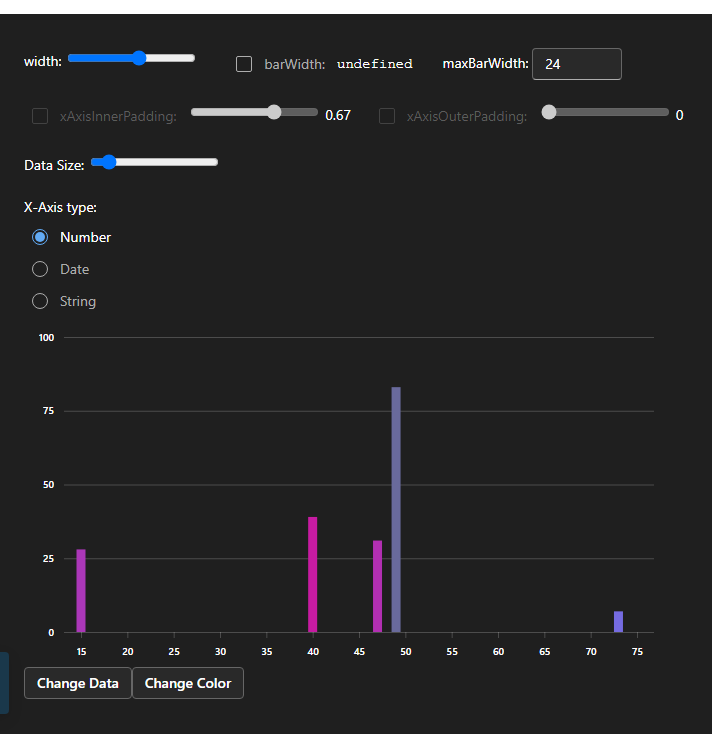 width: barWidth: undefined maxBarWidth: 24
xAxisInnerPadding: 0.67 xAxisOuterPadding: 0
Data Size:
X-Axis type:
Number
Date
String
100
75
50
25
0
15 20 25 30 35 40 45 50 55 60 65 70 75
Change Data Change Color